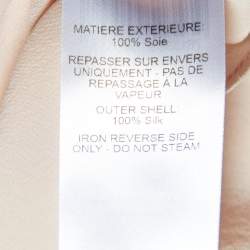 MATIERE EXTERIEURE
100% Soie
REPASSER SUR ENVERS
UNIQUEMENT - PAS DE
REPASSAGE À LA
VAPEUR
OUTER SHELL
100% Silk
IRON REVERSE SIDE
ONLY - DO NOT STEAM